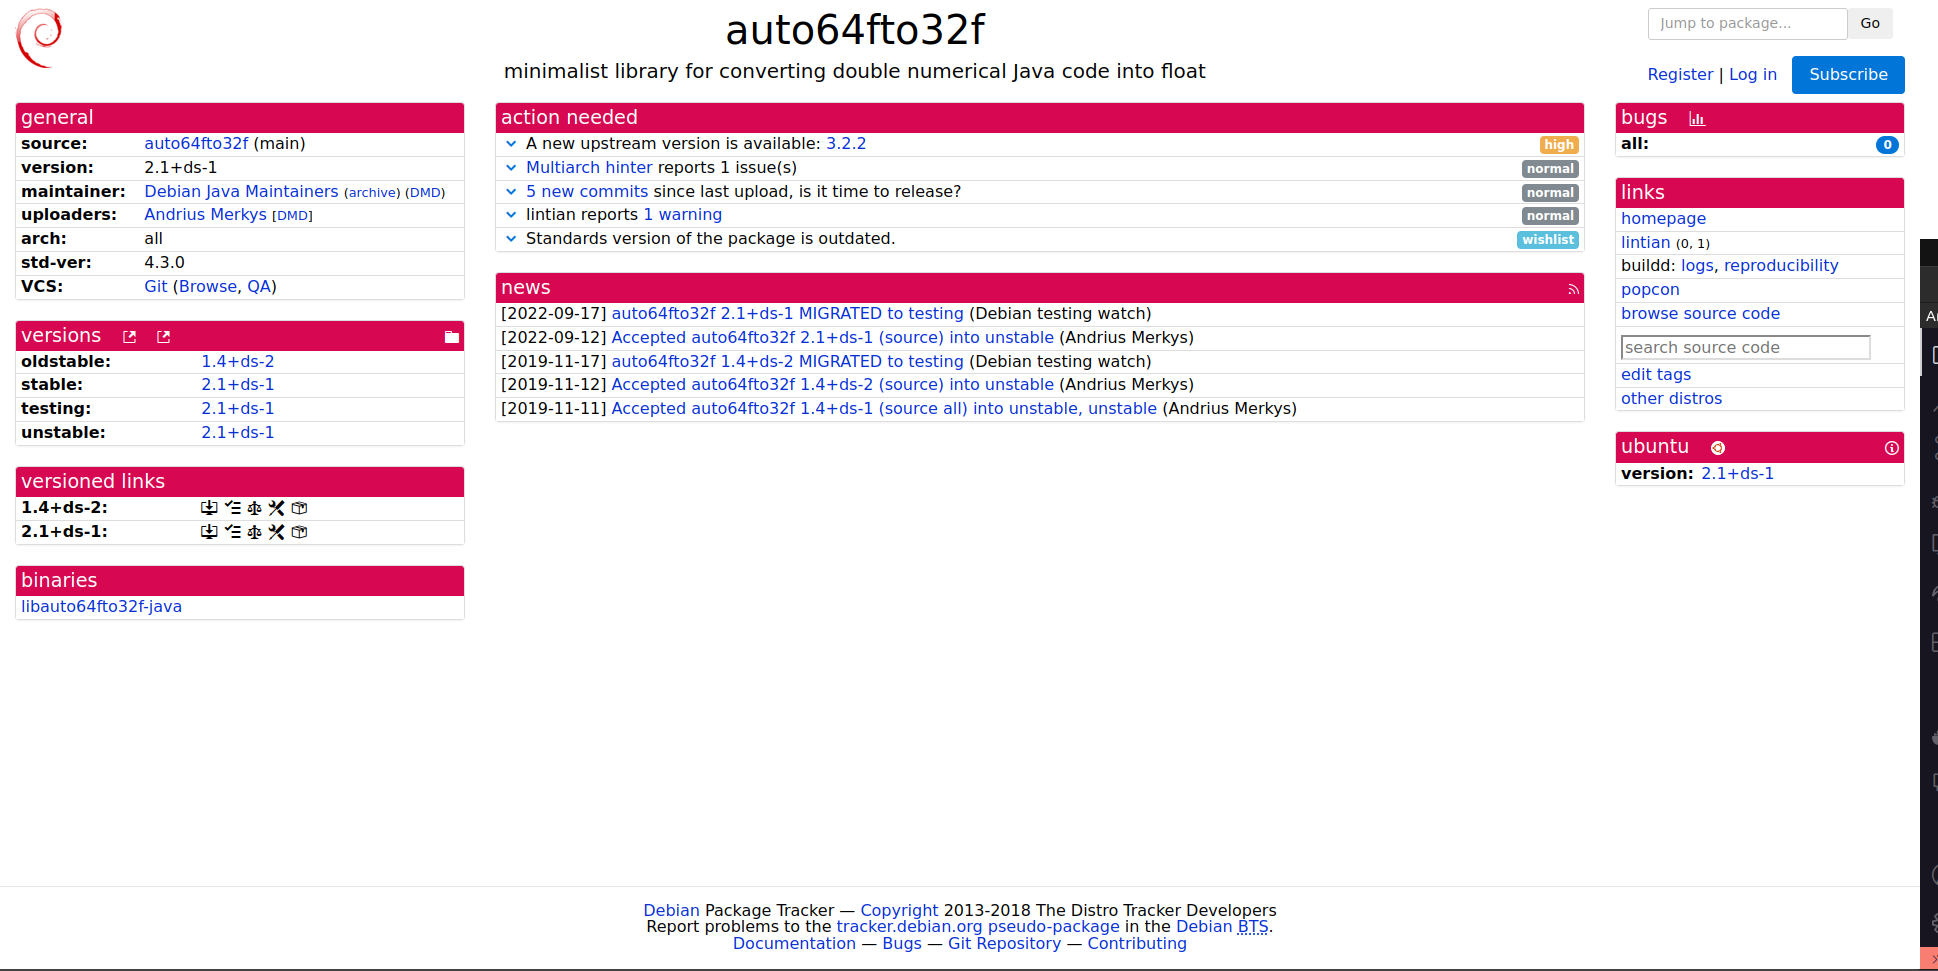 auto64fto32f
minimalist library for converting double numerical Java code into float
Jump to package... Go
Register | Log in Subscribe
general
source: auto64fto32f (main)
version: 2.1+ds-1
maintainer: Debian Java Maintainers (archive) (DMD)
uploaders: Andrius Merkys [DMD]
arch: all
std-ver: 4.3.0
VCS: Git (Browse, QA)
versions
oldstable: 1.4+ds-2
stable: 2.1+ds-1
testing: 2.1+ds-1
unstable: 2.1+ds-1
versioned links
1.4+ds-2:
2.1+ds-1:
binaries
libauto64fto32f-java
action needed
A new upstream version is available: 3.2.2 high
Multiarch hinter reports 1 issue(s) normal
5 new commits since last upload, is it time to release? normal
lintian reports 1 warning normal
Standards version of the package is outdated. wishlist
news
[2022-09-17] auto64fto32f 2.1+ds-1 MIGRATED to testing (Debian testing watch)
[2022-09-12] Accepted auto64fto32f 2.1+ds-1 (source) into unstable (Andrius Merkys)
[2019-11-17] auto64fto32f 1.4+ds-2 MIGRATED to testing (Debian testing watch)
[2019-11-12] Accepted auto64fto32f 1.4+ds-2 (source) into unstable (Andrius Merkys)
[2019-11-11] Accepted auto64fto32f 1.4+ds-1 (source all) into unstable, unstable (Andrius Merkys)
bugs
all: 0
links
homepage
lintian (0, 1)
buildd: logs, reproducibility
popcon
browse source code
search source code
edit tags
other distros
ubuntu
version: 2.1+ds-1
Debian Package Tracker — Copyright 2013-2018 The Distro Tracker Developers
Report problems to the tracker.debian.org pseudo-package in the Debian BTS.
Documentation — Bugs — Git Repository — Contributing